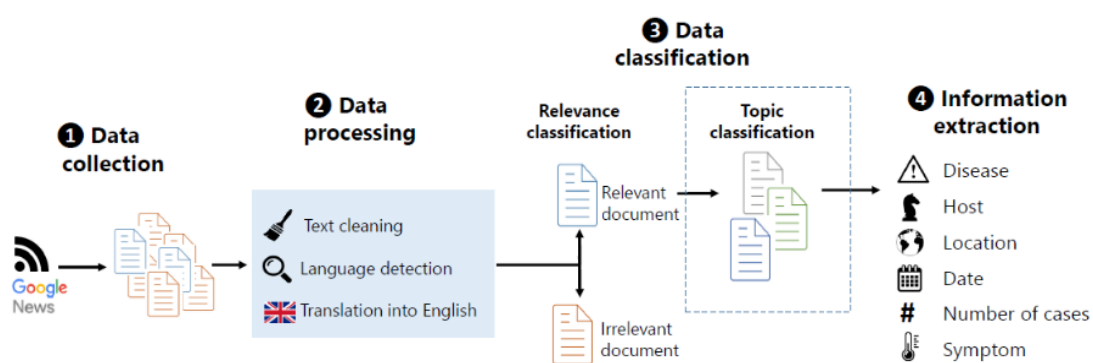 ❶ Data
collection
Google
News
❷ Data
processing
Text cleaning
Language detection
Translation into English
❸ Data
classification
Relevance
classification
Relevant
document
Irrelevant
document
Topic
classification
❹ Information
extraction
Disease
Host
Location
Date
# Number of cases
Symptom